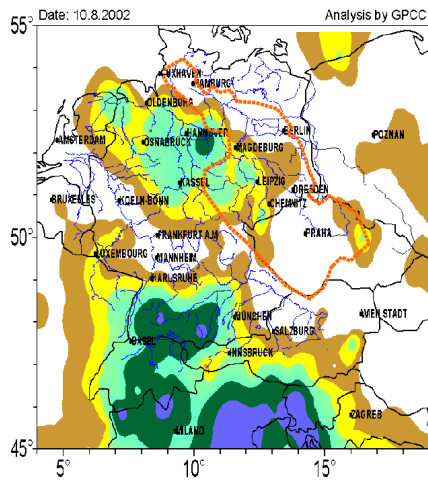 Date: 10.8.2002 Analysis by GPCC
55°
CUXHAVEN
HAMBURG
OLDENBURG
BERLIN
HANNOVER
POZNAN
AMSTERDAM
OSNABRUCK
MAGDEBURG
KASSEL
LEIPZIG
DRESDEN
BRUXELLES
KOELN-BONN
CHEMNITZ
50°
FRANKFURT A.M
PRAHA
LUXEMBOURG
MANNHEIM
KARLSRUHE
MÜNCHEN
WIEN STADT
SALZBURG
BASEL
INNSBRUCK
ZAGREB
MILANO
45°
5° 10° 15°